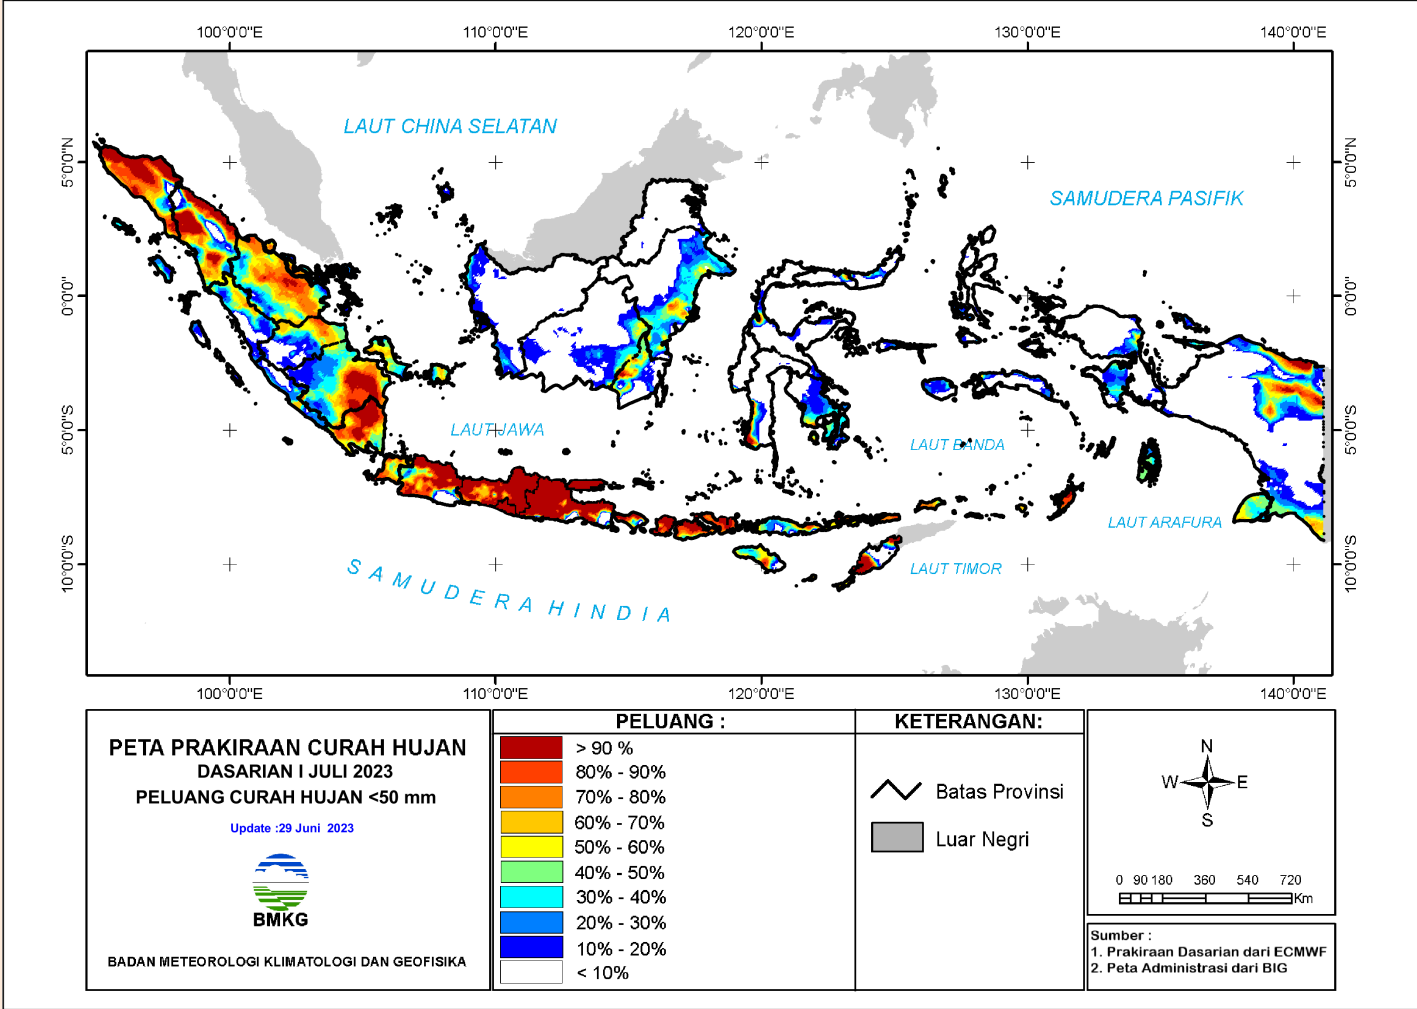 100°0'0"E
110°0'0"E
120°0'0"E
130°0'0"E
140°0'0"E
5°0'0"N
0°0'0"
5°0'0"S
10°0'0"S
5°0'0"N
0°0'0"
5°0'0"S
10°0'0"S
LAUT CHINA SELATAN
SAMUDERA PASIFIK
LAUT JAWA
LAUT BANDA
LAUT ARAFURA
LAUT TIMOR
SAMUDERA HINDIA
100°0'0"E
110°0'0"E
120°0'0"E
130°0'0"E
140°0'0"E
PETA PRAKIRAAN CURAH HUJAN
DASARIAN I JULI 2023
PELUANG CURAH HUJAN <50 mm
Update :29 Juni 2023
BMKG
BADAN METEOROLOGI KLIMATOLOGI DAN GEOFISIKA
PELUANG :
> 90 %
80% - 90%
70% - 80%
60% - 70%
50% - 60%
40% - 50%
30% - 40%
20% - 30%
10% - 20%
< 10%
KETERANGAN:
Batas Provinsi
Luar Negri
N
W E
S
0 90 180 360 540 720
Km
Sumber :
1. Prakiraan Dasarian dari ECMWF
2. Peta Administrasi dari BIG